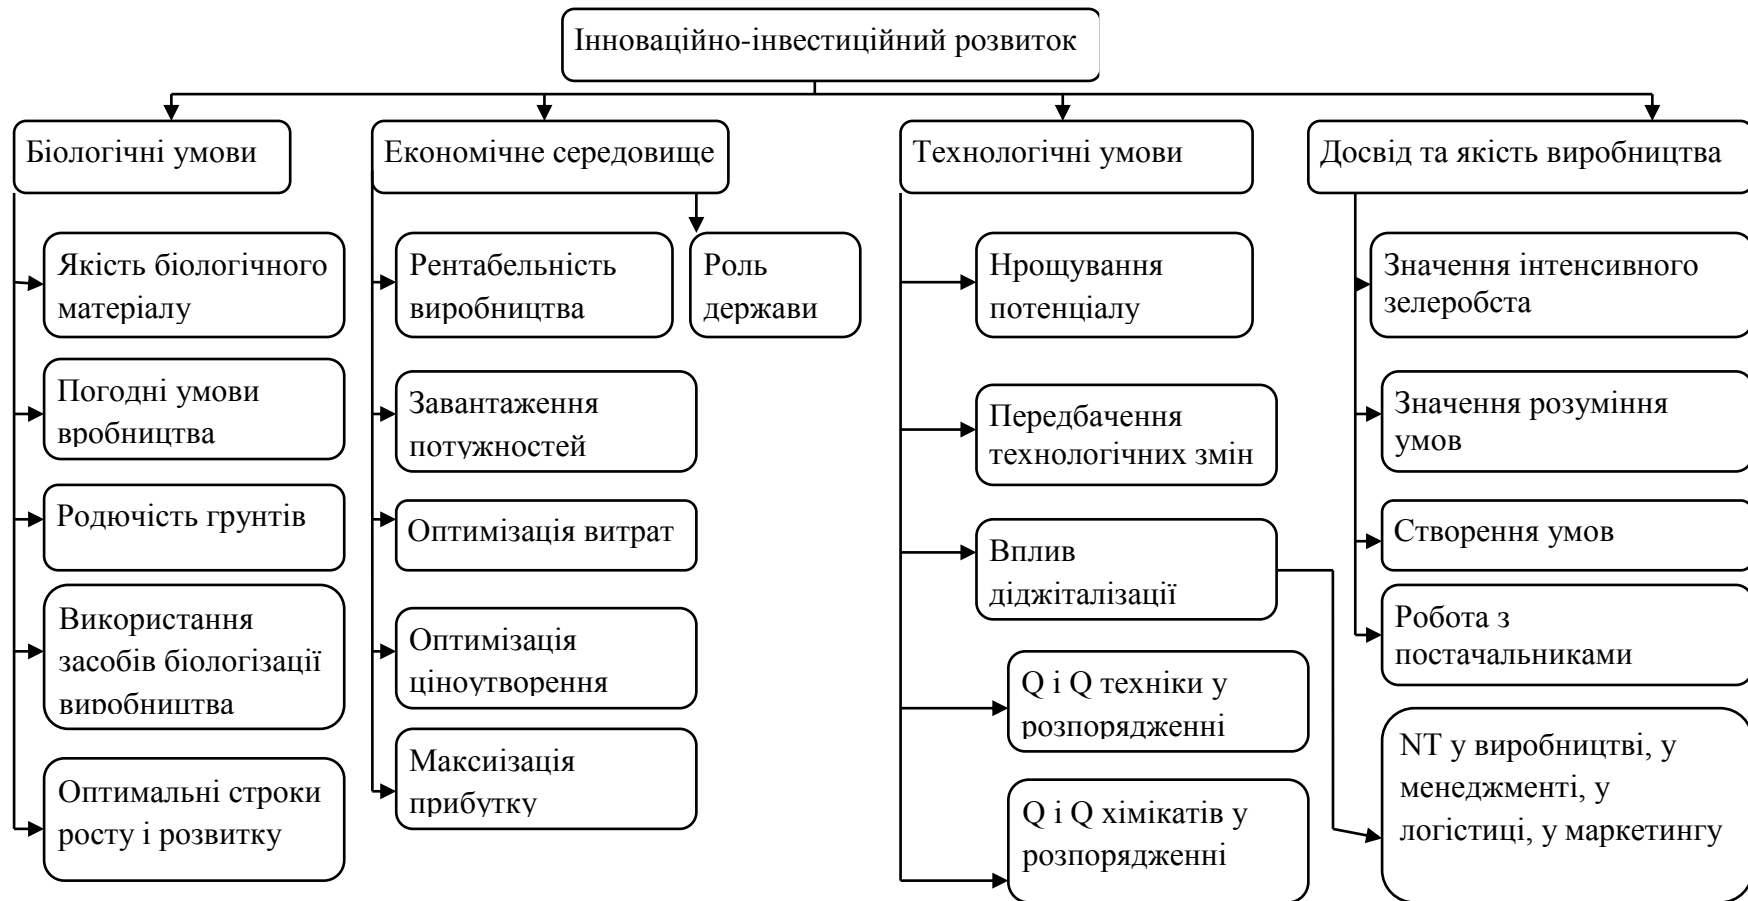 Інноваційно-інвестиційний розвиток
Біологічні умови
Якість біологічного
матеріалу
Погодні умови
вробництва
Родючість грунтів
Використання
засобів біологізації
виробництва
Оптимальні строки
росту і розвитку
Економічне середовище
Рентабельність
виробництва
Роль
держави
Завантаження
потужностей
Оптимізація витрат
Оптимізація
ціноутворення
Максиізація
прибутку
Технологічні умови
Нрощування
потенціалу
Передбачення
технологічних змін
Вплив
діджіталізації
Q і Q техніки у
розпорядженні
Q і Q хімікатів у
розпорядженні
Досвід та якість виробництва
Значення інтенсивного
зелеробста
Значення розуміння
умов
Створення умов
Робота з
постачальниками
NT у виробництві, у
менеджменті, у
логістиці, у маркетингу